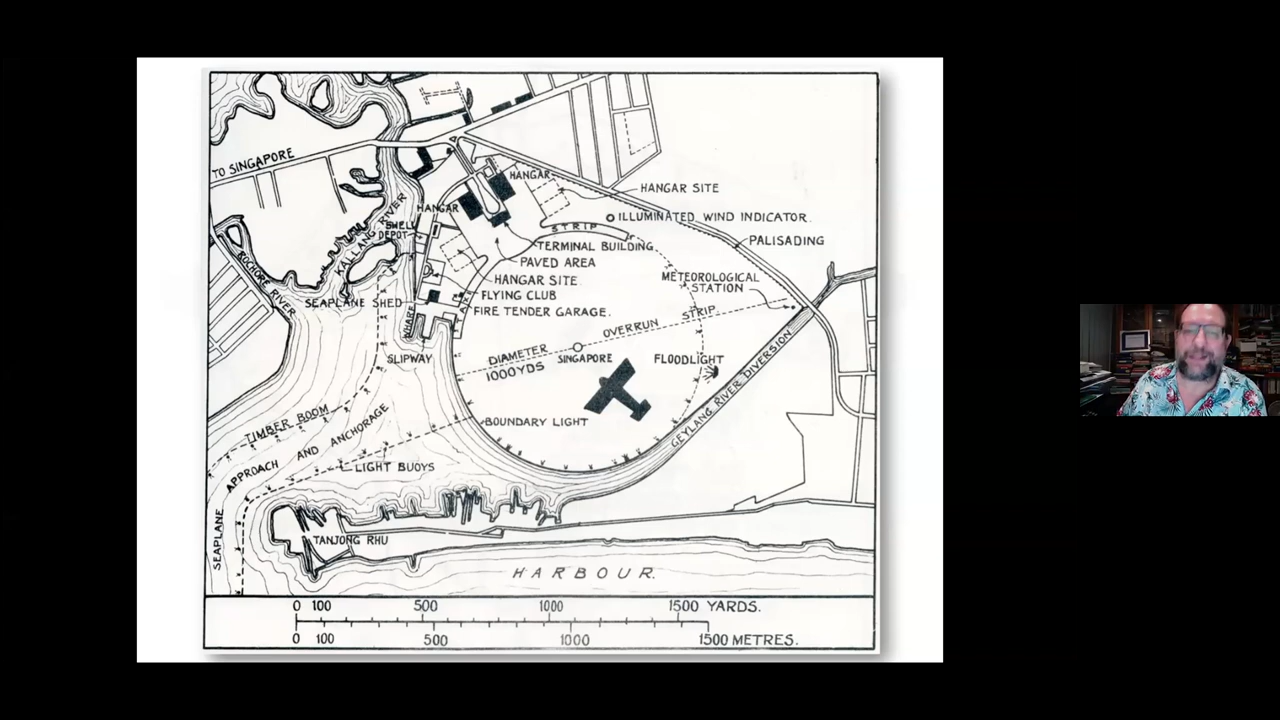 TO SINGAPORE
HANGAR
HANGAR SITE
KALLANG RIVER
HANGAR
SHELL
DEPOT
STRIP
ILLUMINATED WIND INDICATOR.
TERMINAL BUILDING
PALISADING
PAVED AREA
ROCHORE RIVER
HANGAR SITE
METEOROLOGICAL
STATION
SEAPLANE SHED
FLYING CLUB
WHARF
FIRE TENDER GARAGE.
OVERRUN STRIP
SLIPWAY
DIAMETER
1000YDS
SINGAPORE
FLOODLIGHT
GEYLANG RIVER DIVERSION
TIMBER BOOM
BOUNDARY LIGHT
SEAPLANE APPROACH AND ANCHORAGE
LIGHT BUOYS
TANJONG RHU
HARBOUR.
0 100 500 1000 1500 YARDS.
0 100 500 1000 1500 METRES.